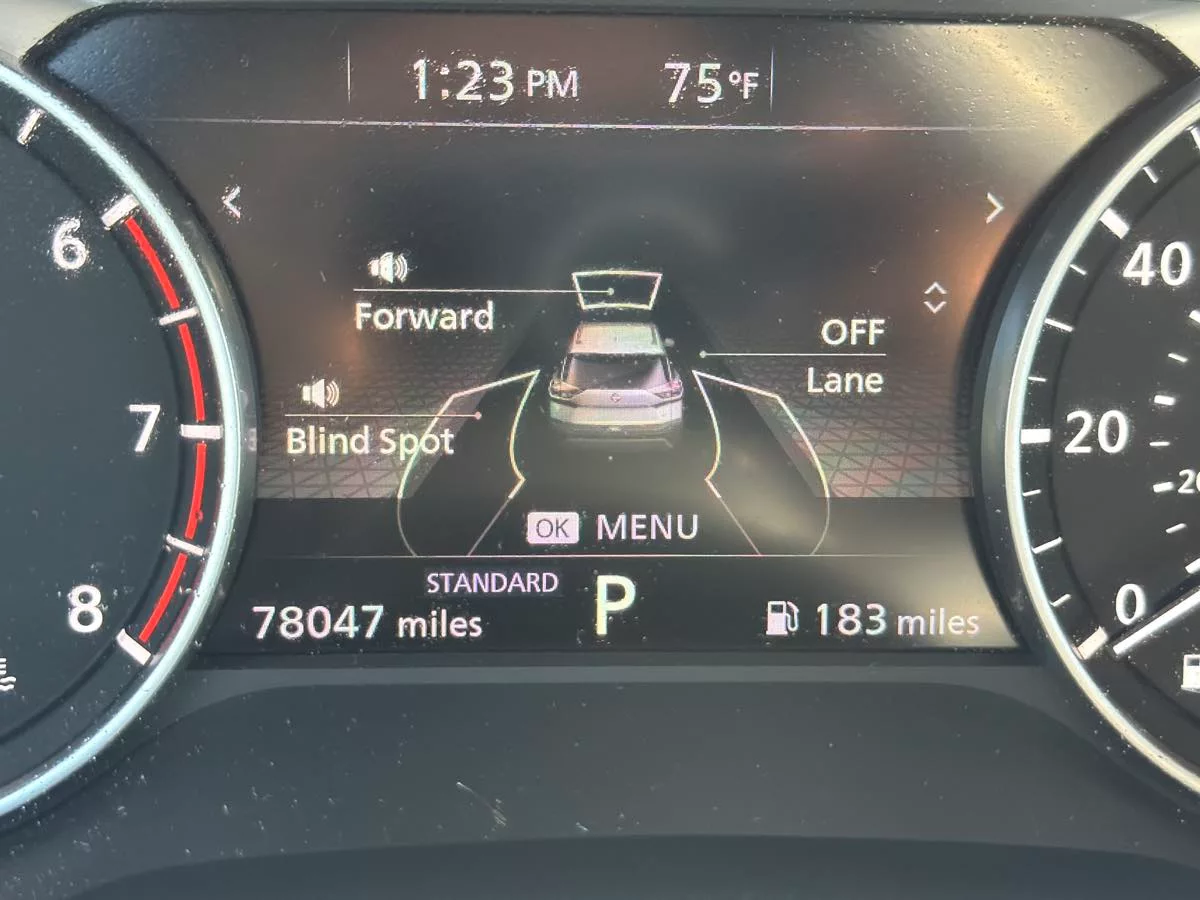 1:23 PM 75°F
6
40
Forward
OFF
Lane
7
20
Blind Spot
OK MENU
STANDARD
8
0
78047 miles
P
183 miles